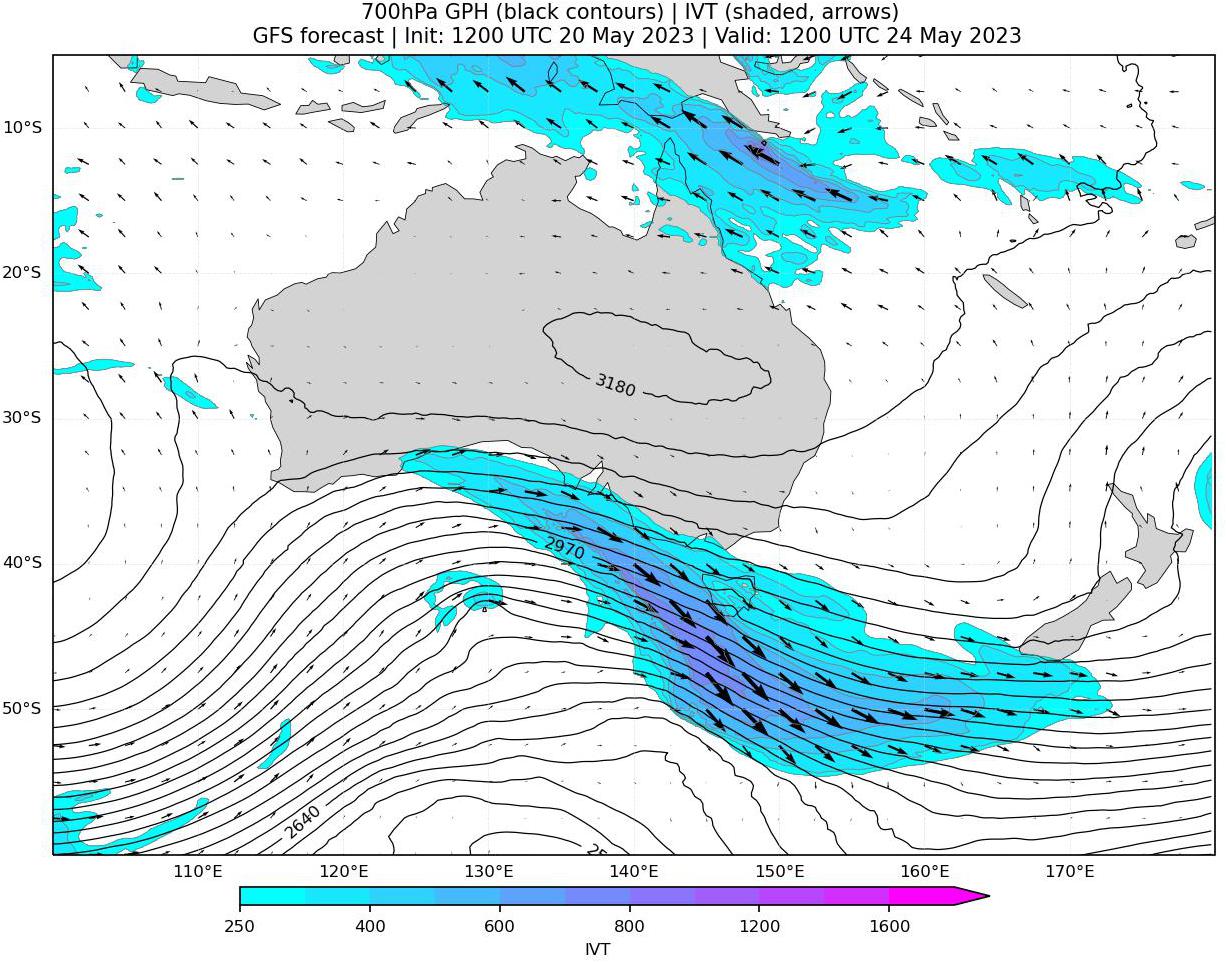 700hPa GPH (black contours) | IVT (shaded, arrows)
GFS forecast | Init: 1200 UTC 20 May 2023 | Valid: 1200 UTC 24 May 2023
10°S
20°S
3180
30°S
2970
40°S
50°S
2640
110°E 120°E 130°E 140°E 150°E 160°E 170°E
250 400 600 800 1200 1600
IVT